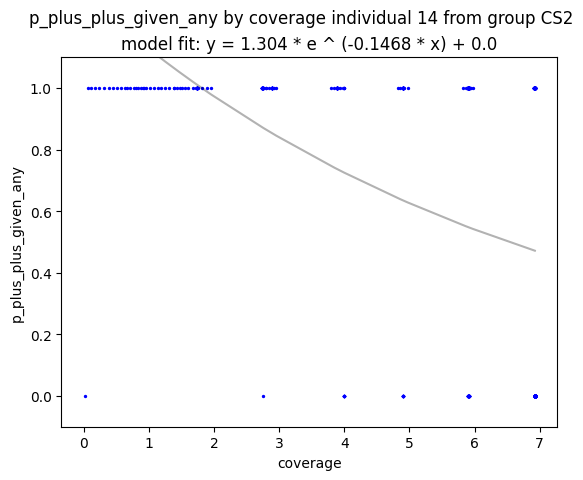 p_plus_plus_given_any by coverage individual 14 from group CS2
model fit: y = 1.304 * e ^ (-0.1468 * x) + 0.0
1.0
0.8
0.6
0.4
0.2
0.0
p_plus_plus_given_any
0 1 2 3 4 5 6 7
coverage